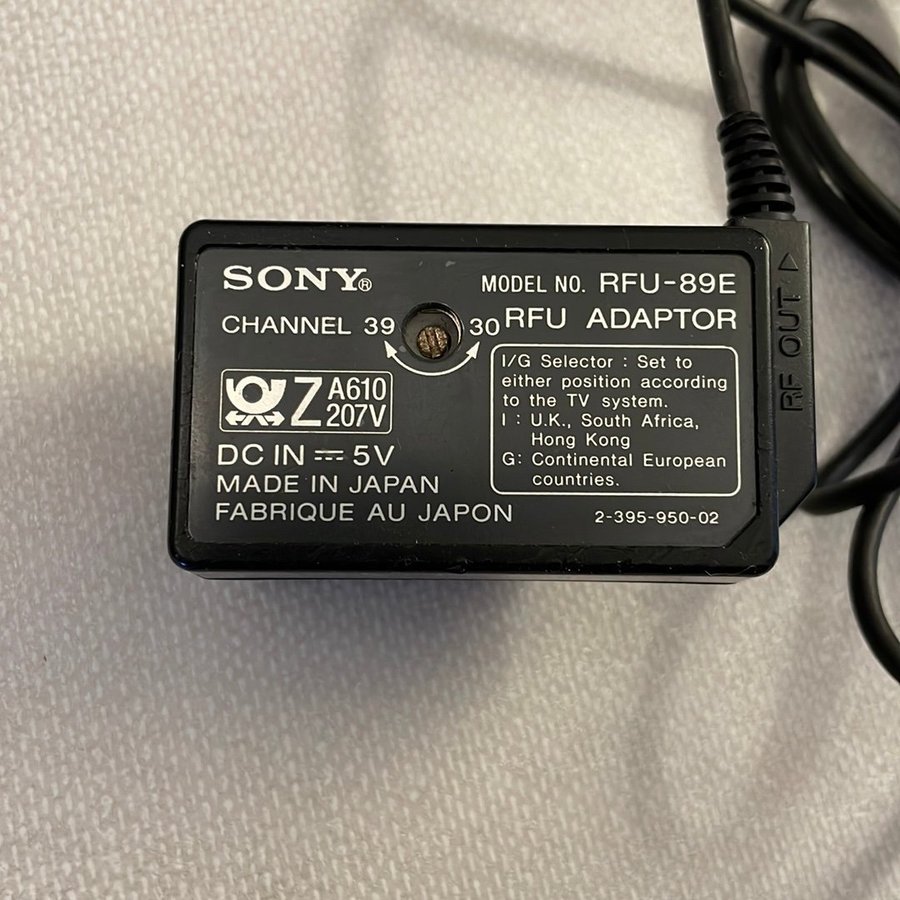 SONY®
MODEL NO. RFU-89E
CHANNEL 39 30 RFU ADAPTOR
Z A610
207V
DC IN ⎓ 5V
MADE IN JAPAN
FABRIQUE AU JAPON
I/G Selector : Set to
either position according
to the TV system.
I : U.K., South Africa,
Hong Kong
G: Continental European
countries.
2-395-950-02
RF OUT